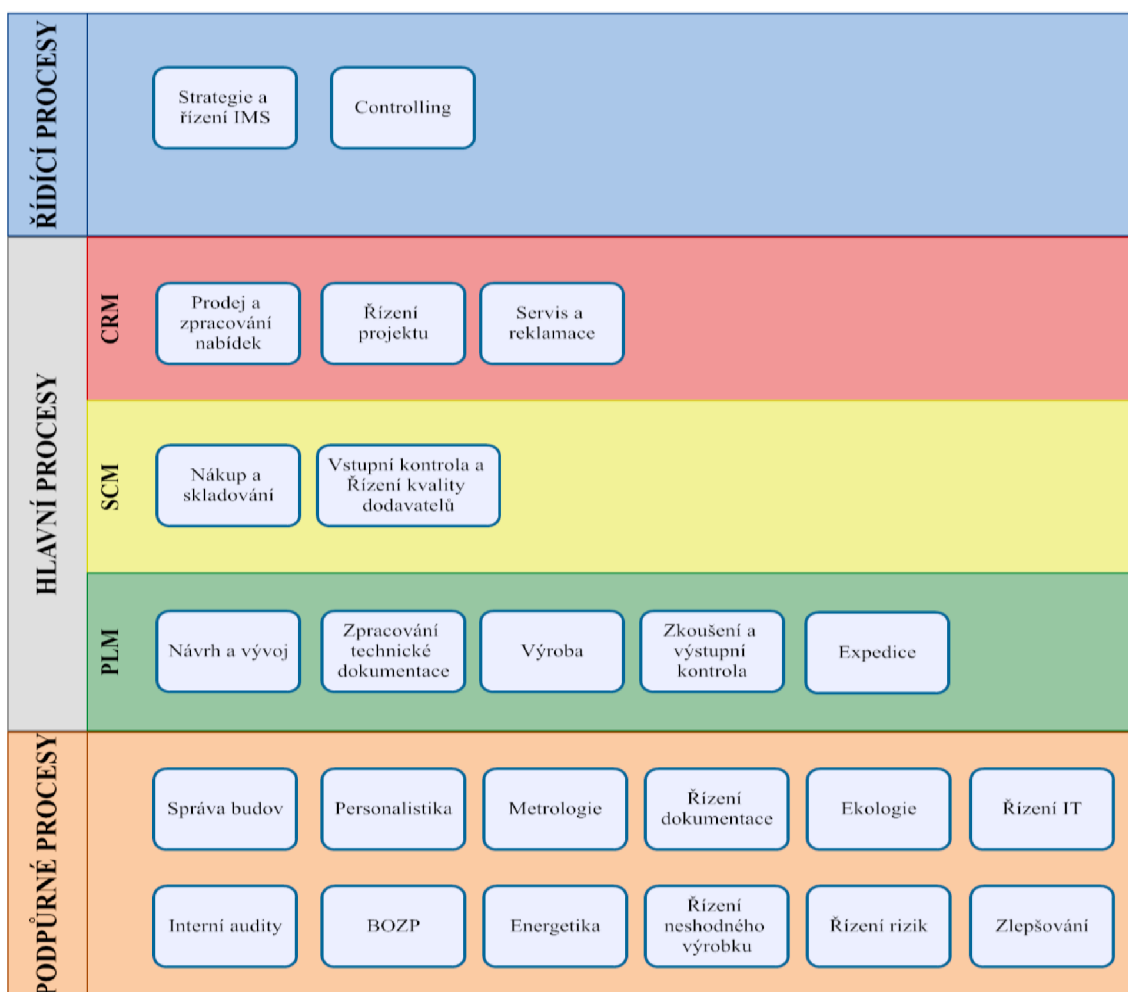 ŘÍDÍCÍ PROCESY
Strategie a
řízení IMS
Controlling
HLAVNÍ PROCESY
CRM
Prodej a
zpracování
nabídek
Řízení
projektu
Servis a
reklamace
SCM
Nákup a
skladování
Vstupní kontrola a
Řízení kvality
dodavatelů
PLM
Návrh a vývoj
Zpracování
technické
dokumentace
Výroba
Zkoušení a
výstupní
kontrola
Expedice
PODPŮRNÉ PROCESY
Správa budov
Personalistika
Metrologie
Řízení
dokumentace
Ekologie
Řízení IT
Interní audity
BOZP
Energetika
Řízení
neshodného
výrobku
Řízení rizik
Zlepšování